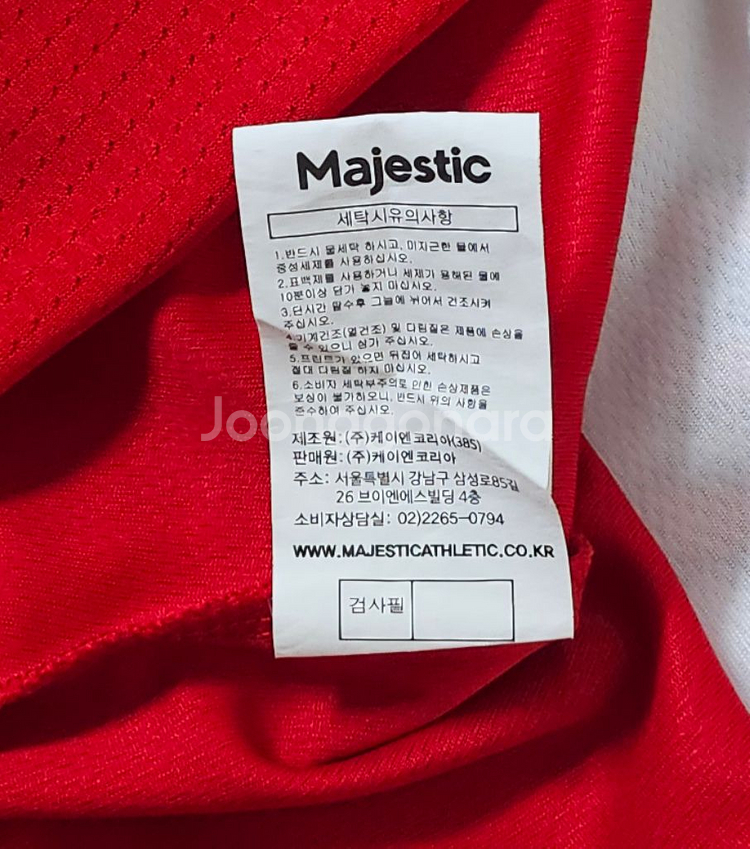 Majestic
세탁시유의사항
1.반드시 물세탁 하시고, 미지근한 물에서
중성세제를 사용하십시오.
2.표백제를 사용하거나 세제가 용해된 물에
10분이상 담가 놓지 마십시오.
3.단시간 탈수후 그늘에 뉘어서 건조시켜
주십시오.
4.기계건조(열건조) 및 다림질은 제품에 손상을
줄 수 있으니 삼가 주십시오.
5.프린트가 있으면 뒤집어 세탁하시고
절대 다림질 하지 마십시오.
6.소비자 세탁부주의로 인한 손상제품은
보상이 불가하오니, 반드시 위의 사항을
준수하여 주십시오.
Joonggonara
제조원:(주)케이엔코리아(385)
판매원:(주)케이엔코리아
주소: 서울특별시 강남구 삼성로85길
26 브이엔에스빌딩 4층
소비자상담실: 02)2265-0794
WWW.MAJESTICATHLETIC.CO.KR
검사필